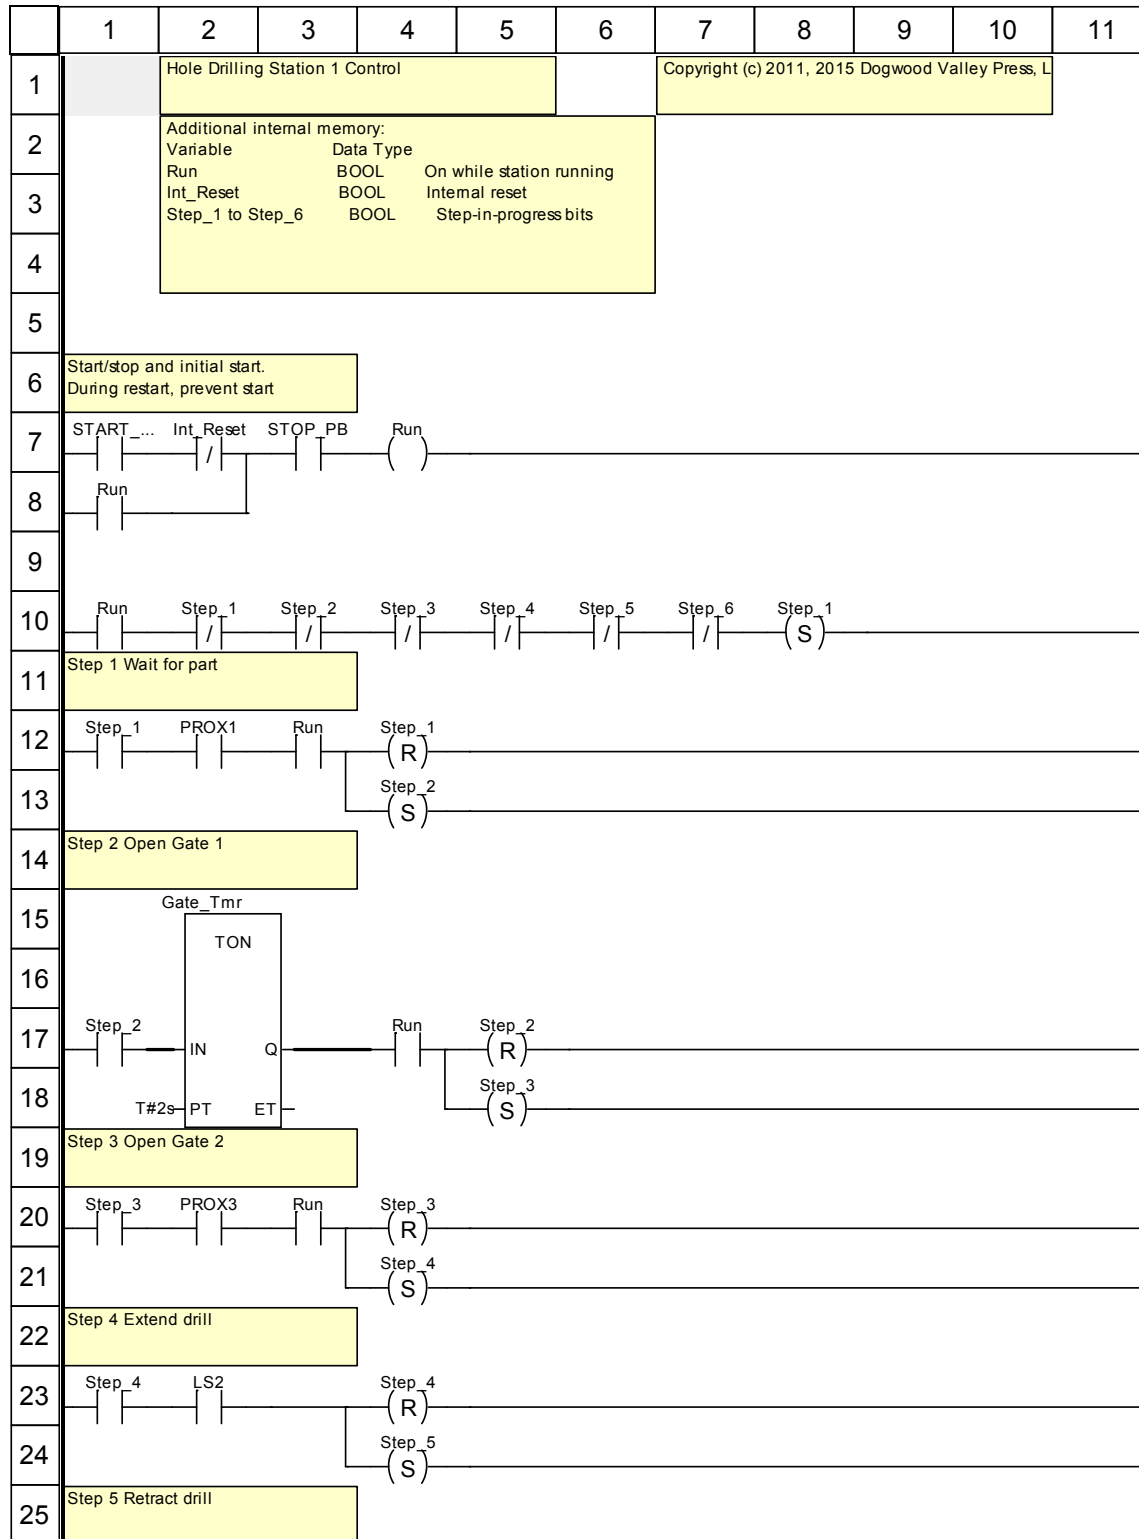 1 2 3 4 5 6 7 8 9 10 11
1
Hole Drilling Station 1 Control
Copyright (c) 2011, 2015 Dogwood Valley Press, L
2
Additional internal memory:
Variable Data Type
Run BOOL On while station running
3
Int_Reset BOOL Internal reset
Step_1 to Step_6 BOOL Step-in-progress bits
4
5
6
Start/stop and initial start.
During restart, prevent start
7
START_... Int_Reset STOP_PB Run
/
8
Run
9
10
Run Step_1 Step_2 Step_3 Step_4 Step_5 Step_6 Step_1
/ / / / / / S
11
Step 1 Wait for part
12
Step_1 PROX1 Run Step_1
R
13
Step_2
S
14
Step 2 Open Gate 1
15
Gate_Tmr
TON
16
17
Step_2 Run Step_2
IN Q R
18
Step_3
T#2s PT ET S
19
Step 3 Open Gate 2
20
Step_3 PROX3 Run Step_3
R
21
Step_4
S
22
Step 4 Extend drill
23
Step_4 LS2 Step_4
R
24
Step_5
S
25
Step 5 Retract drill